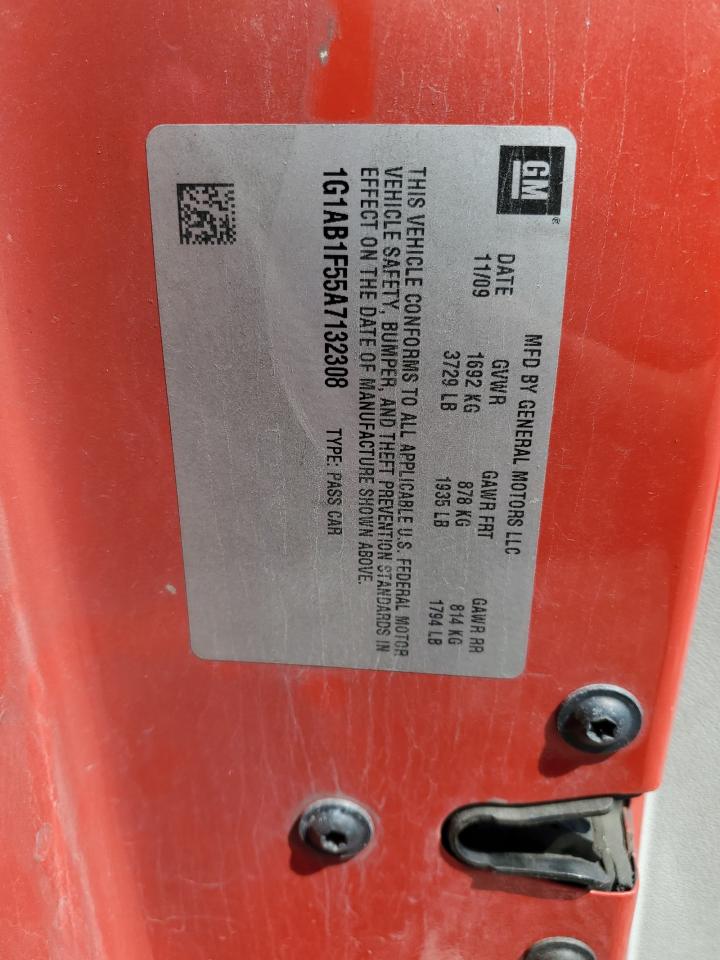 GM®
MFD BY GENERAL MOTORS LLC
DATE GVWR GAWR FRT GAWR RR
11/09 1692 KG 878 KG 814 KG
3729 LB 1935 LB 1794 LB
THIS VEHICLE CONFORMS TO ALL APPLICABLE U.S. FEDERAL MOTOR
VEHICLE SAFETY, BUMPER, AND THEFT PREVENTION STANDARDS IN
EFFECT ON THE DATE OF MANUFACTURE SHOWN ABOVE.
1G1AB1F55A7132308 TYPE: PASS CAR